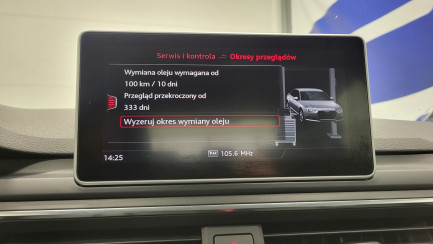 Serwis i kontrola Okresy przeglądów
Wymiana oleju wymagana od
100 km / 10 dni
Przegląd przekroczony od
333 dni
Wyzeruj okres wymiany oleju
14:25
105.6 MHz